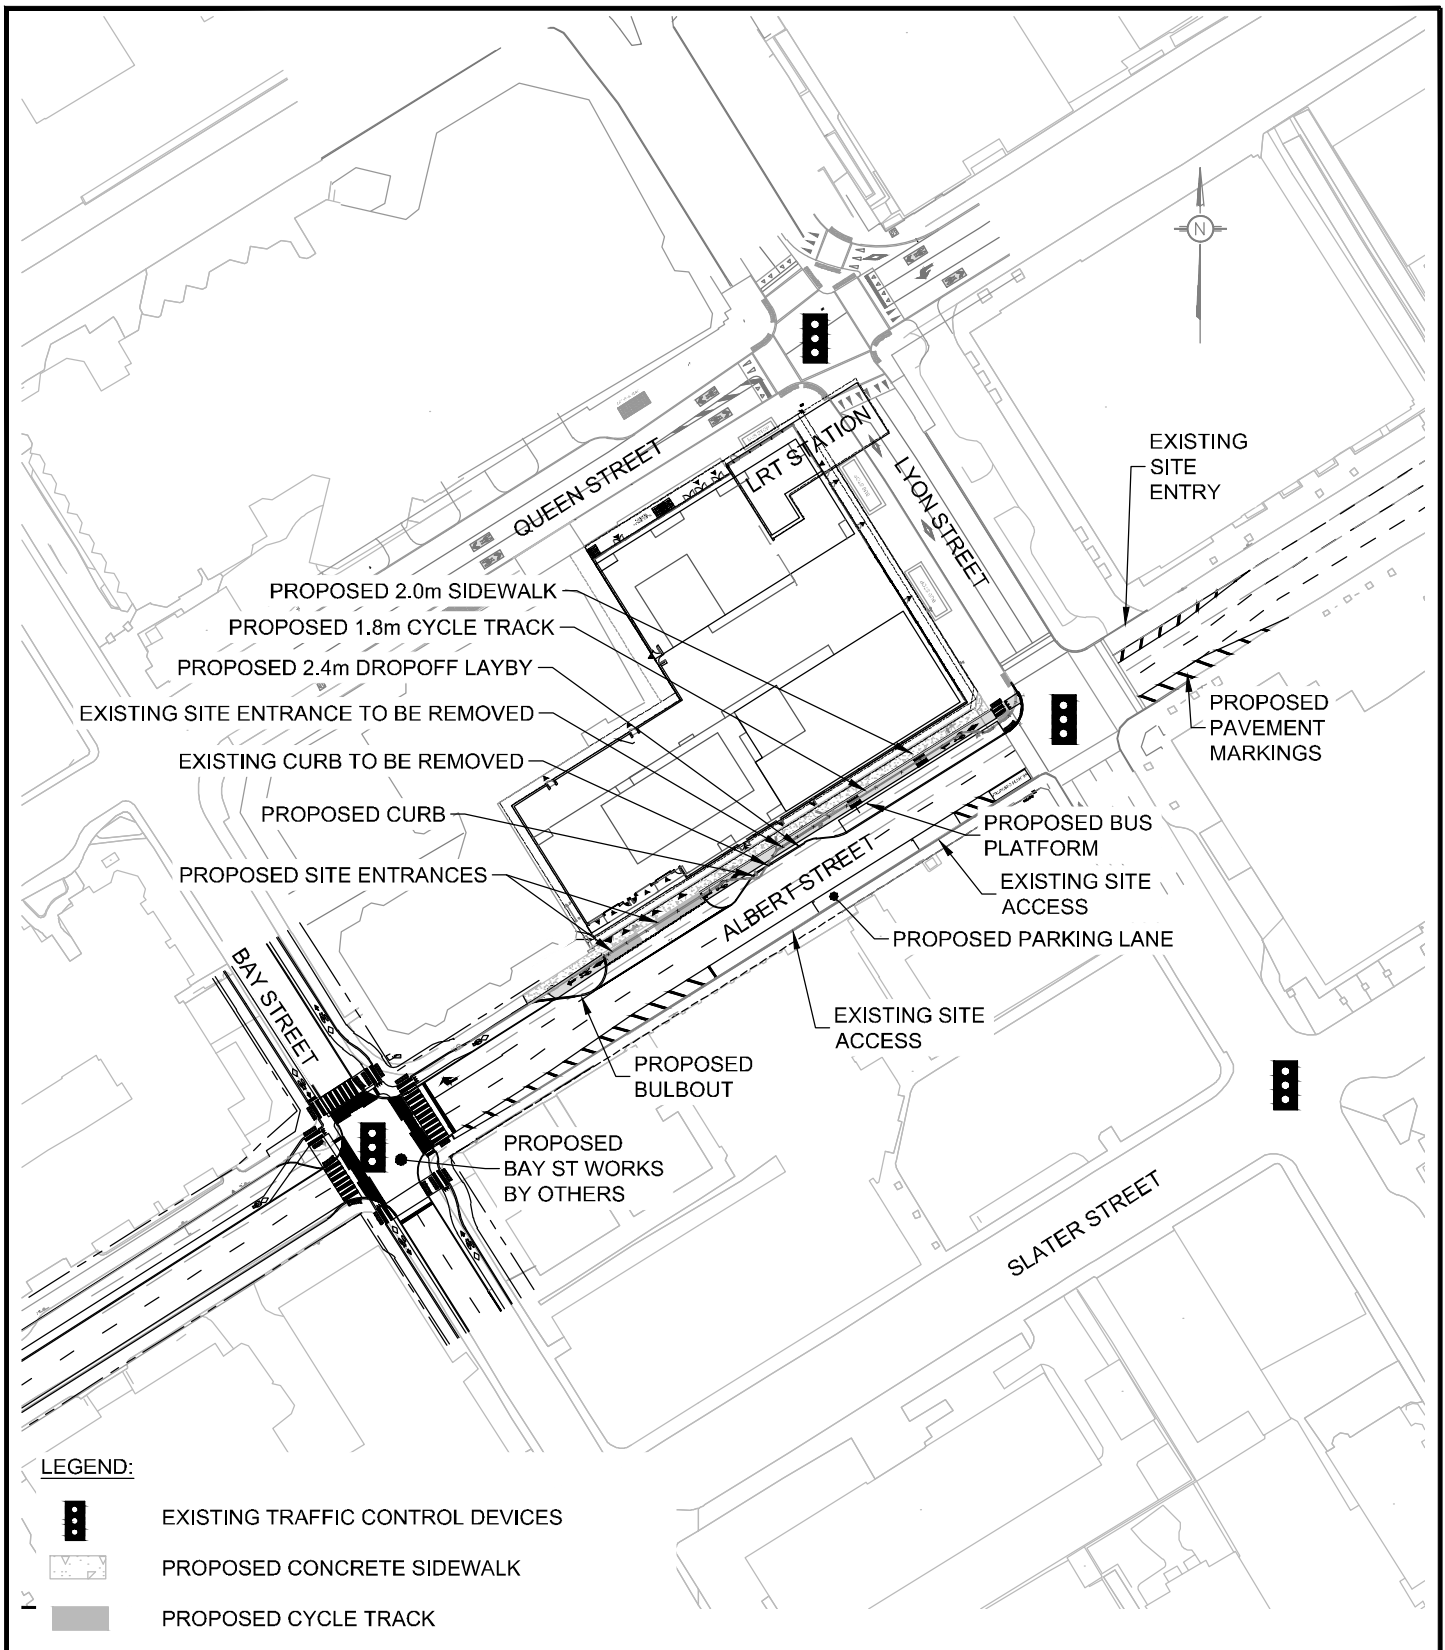 N
LRT STATION
QUEEN STREET
LYON STREET
EXISTING
SITE
ENTRY
PROPOSED 2.0m SIDEWALK
PROPOSED 1.8m CYCLE TRACK
PROPOSED 2.4m DROPOFF LAYBY
EXISTING SITE ENTRANCE TO BE REMOVED
EXISTING CURB TO BE REMOVED
PROPOSED CURB
PROPOSED SITE ENTRANCES
PROPOSED
PAVEMENT
MARKINGS
PROPOSED BUS
PLATFORM
EXISTING SITE
ACCESS
ALBERT STREET
PROPOSED PARKING LANE
BAY STREET
EXISTING SITE
ACCESS
PROPOSED
BULBOUT
PROPOSED
BAY ST WORKS
BY OTHERS
SLATER STREET
LEGEND:
EXISTING TRAFFIC CONTROL DEVICES
PROPOSED CONCRETE SIDEWALK
PROPOSED CYCLE TRACK